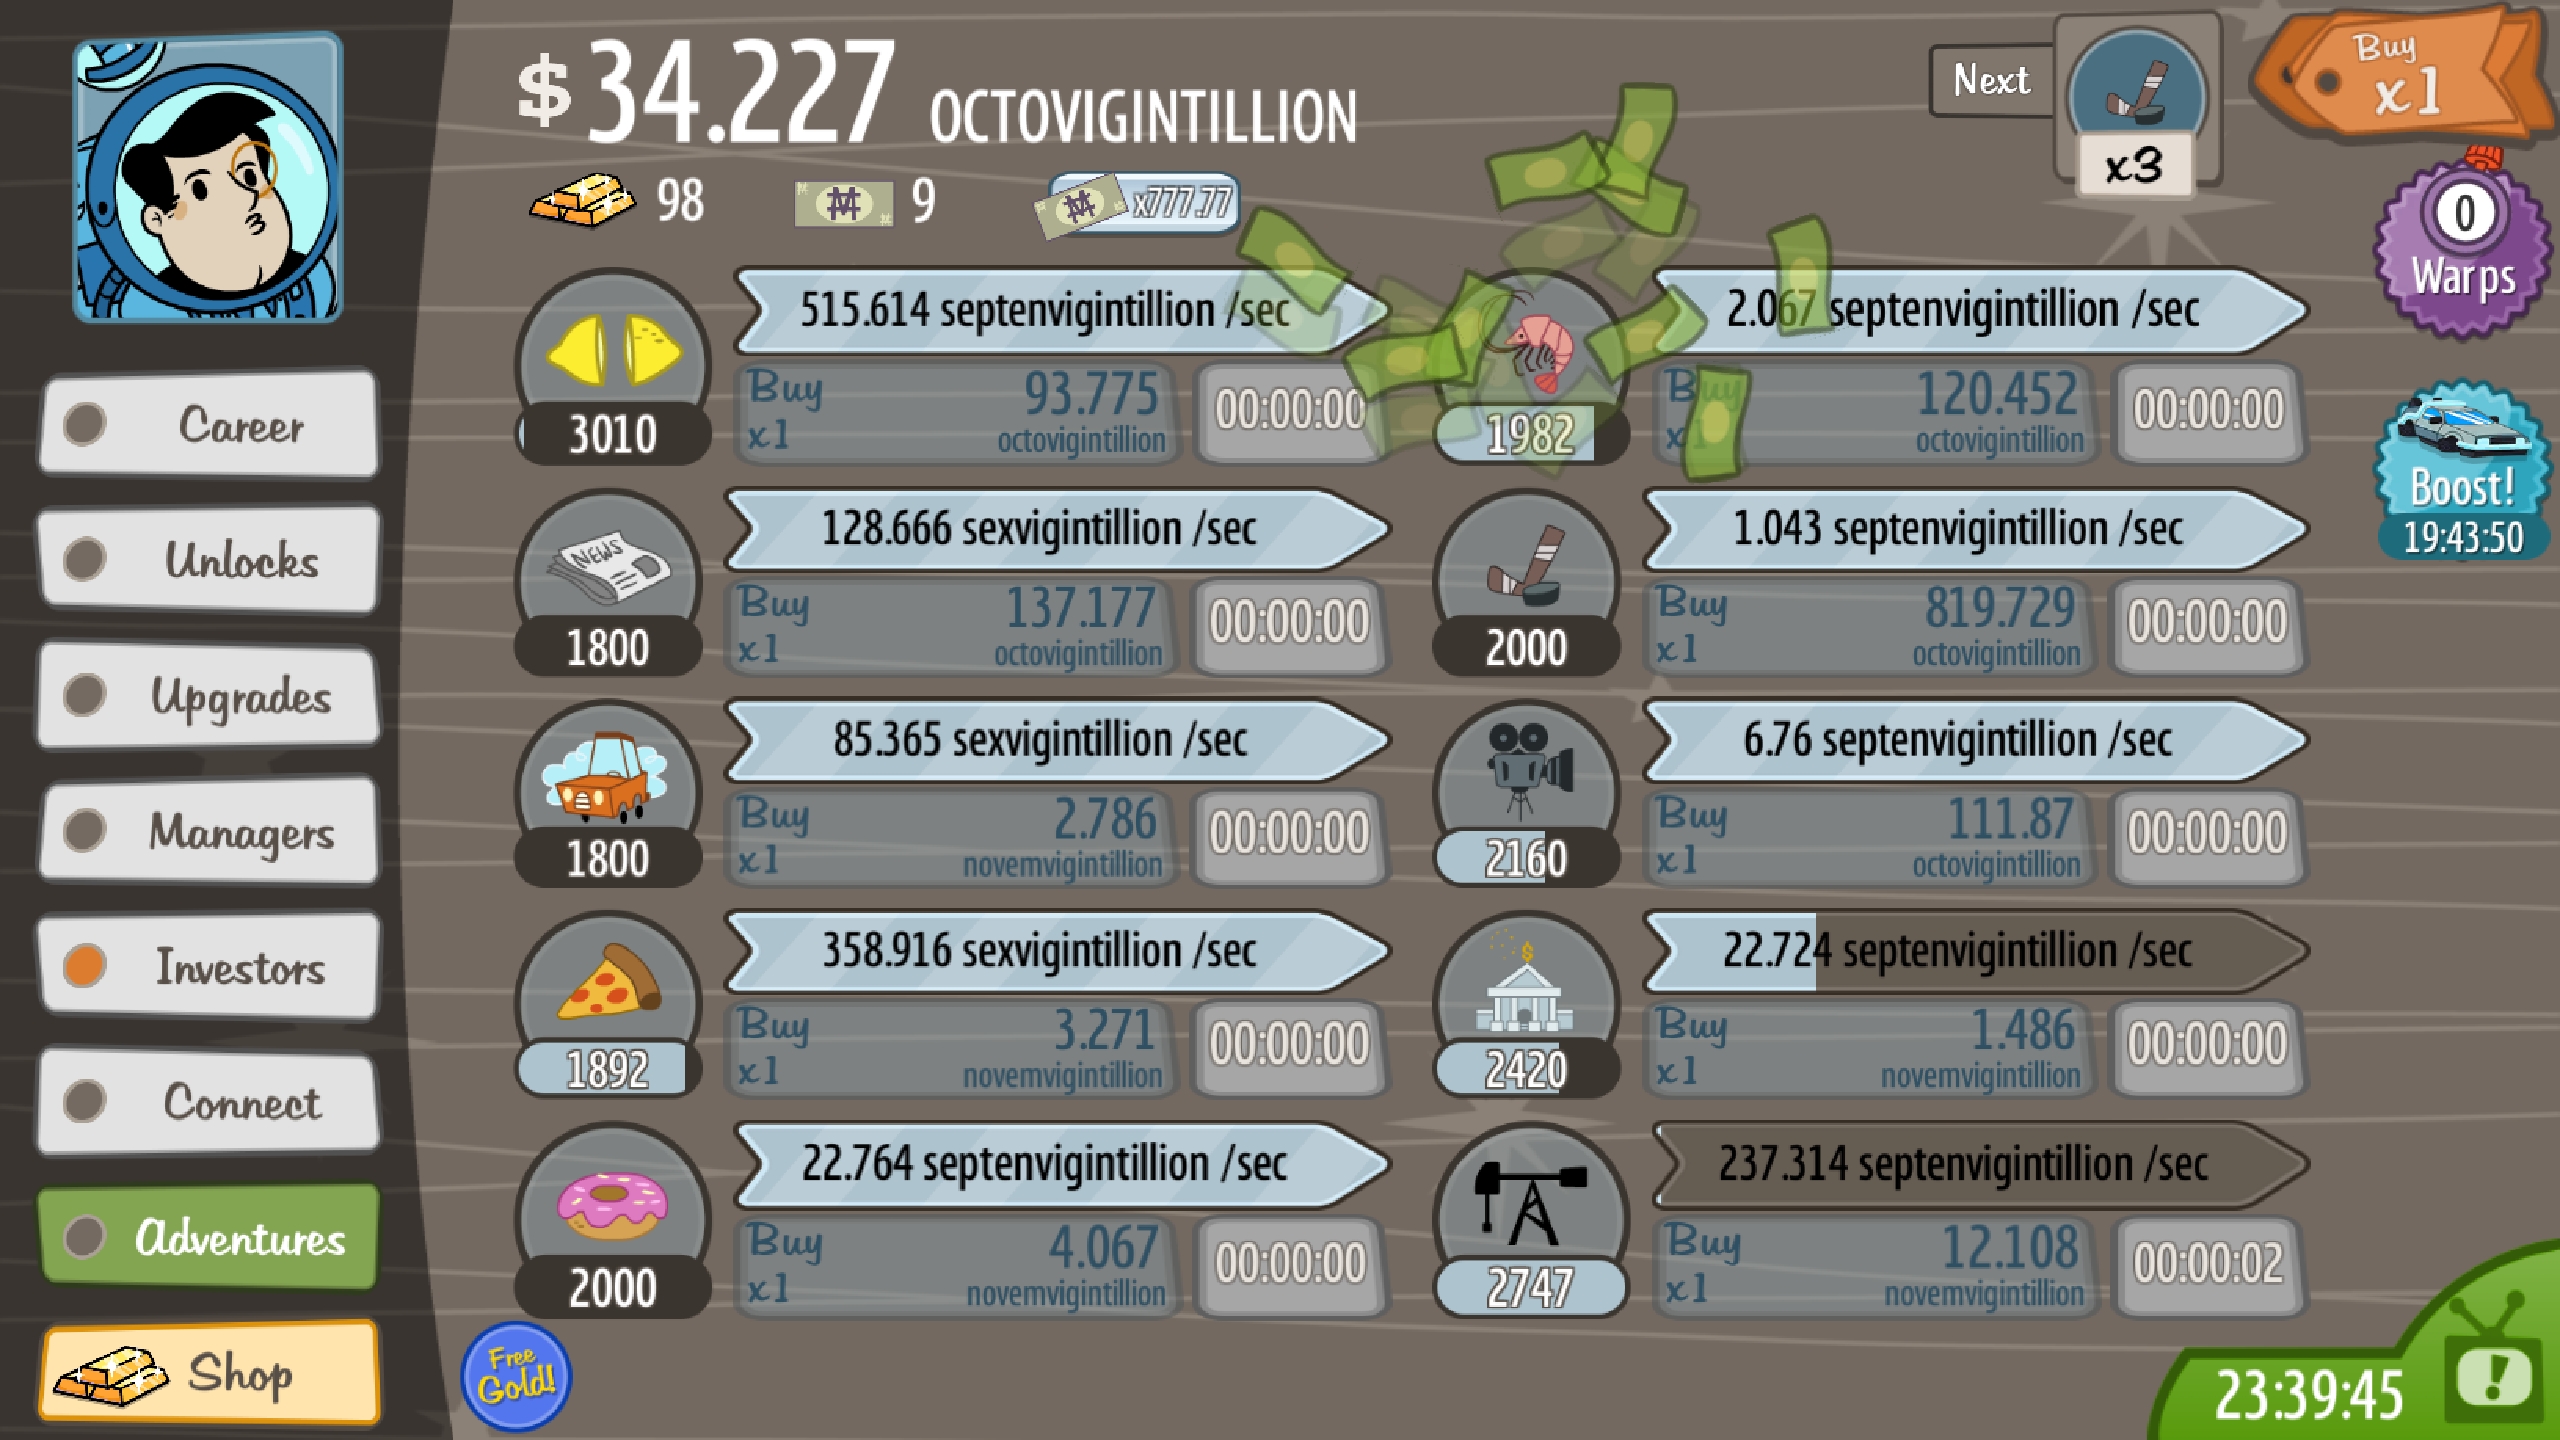 $ 34.227 OCTOVIGINTILLION
Next
x3
Buy
x1
98
9
x777.77
0
Warps
Boost!
19:43:50
Career
Unlocks
Upgrades
Managers
Investors
Connect
Adventures
Shop
515.614 septenvigintillion /sec
Buy
x1
93.775
octovigintillion
00:00:00
3010
NEWS
128.666 sexvigintillion /sec
Buy
x1
137.177
octovigintillion
00:00:00
1800
85.365 sexvigintillion /sec
Buy
x1
2.786
novemvigintillion
00:00:00
1800
358.916 sexvigintillion /sec
Buy
x1
3.271
novemvigintillion
00:00:00
1892
22.764 septenvigintillion /sec
Buy
x1
4.067
novemvigintillion
00:00:00
2000
2.067 septenvigintillion /sec
Buy
x1
120.452
octovigintillion
00:00:00
1982
1.043 septenvigintillion /sec
Buy
x1
819.729
octovigintillion
00:00:00
2000
6.76 septenvigintillion /sec
Buy
x1
111.87
octovigintillion
00:00:00
2160
$
22.724 septenvigintillion /sec
Buy
x1
1.486
novemvigintillion
00:00:00
2420
237.314 septenvigintillion /sec
Buy
x1
12.108
novemvigintillion
00:00:02
2747
Free
Gold!
23:39:45
!